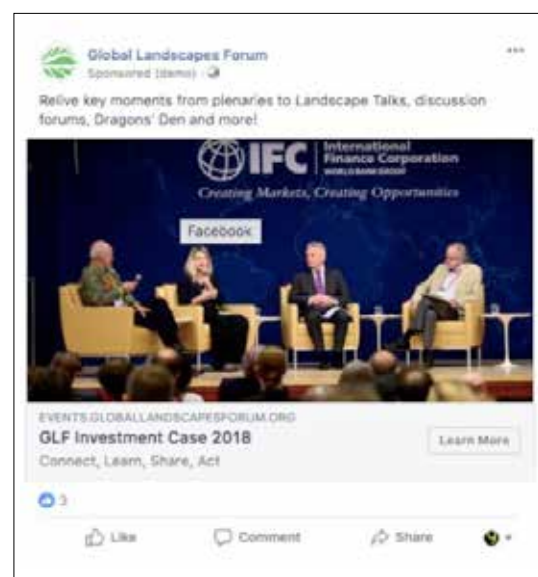 Global Landscapes Forum
Sponsored (demo) ·
Relive key moments from plenaries to Landscape Talks, discussion
forums, Dragons' Den and more!
IFC
International
Finance Corporation
WORLD BANK GROUP
Creating Markets, Creating Opportunities
Facebook
EVENTS.GLOBALLANDSCAPESFORUM.ORG
GLF Investment Case 2018
Learn More
Connect, Learn, Share, Act
3
Like
Comment
Share